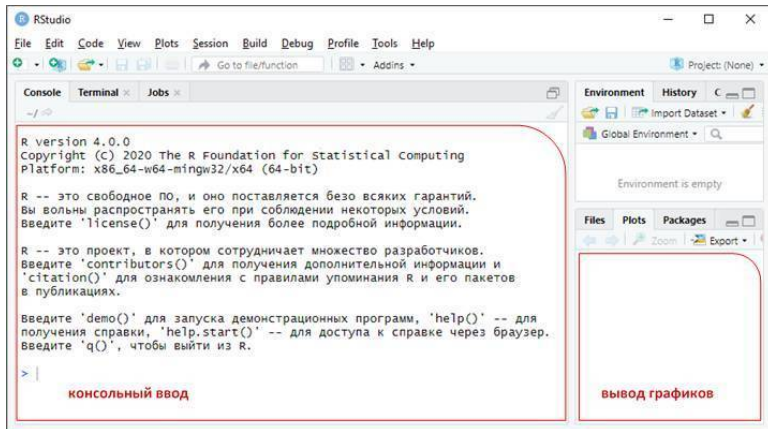 RStudio
File Edit Code View Plots Session Build Debug Profile Tools Help
Go to file/function Addins Project: (None)
Console Terminal Jobs
~/
R version 4.0.0
Copyright (C) 2020 The R Foundation for Statistical Computing
Platform: x86_64-w64-mingw32/x64 (64-bit)
R -- это свободное ПО, и оно поставляется безо всяких гарантий.
Вы вольны распространять его при соблюдении некоторых условий.
Введите 'license()' для получения более подробной информации.
R -- это проект, в котором сотрудничает множество разработчиков.
Введите 'contributors()' для получения дополнительной информации и
'citation()' для ознакомления с правилами упоминания R и его пакетов
в публикациях.
Введите 'demo()' для запуска демонстрационных программ, 'help()' -- для
получения справки, 'help.start()' -- для доступа к справке через браузер.
Введите 'q()', чтобы выйти из R.
>
консольный ввод
Environment History C
Import Dataset
Global Environment
Environment is empty
Files Plots Packages
Zoom Export
вывод графиков